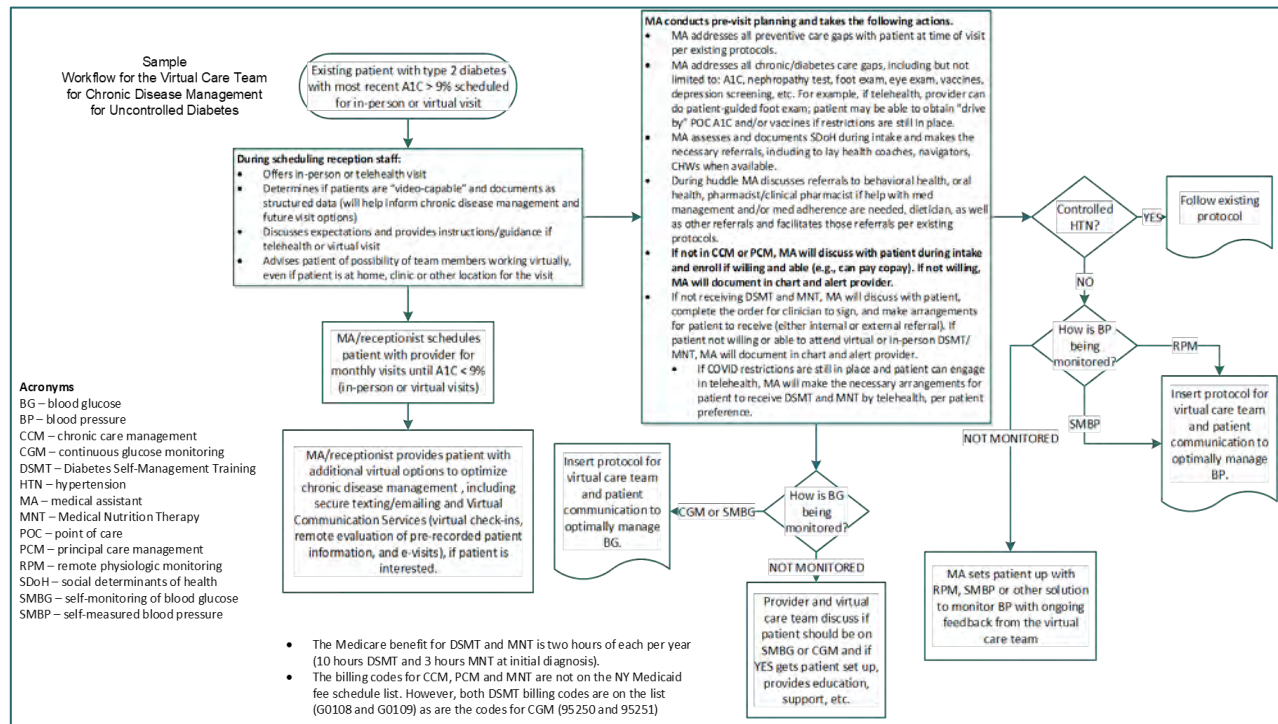 Sample
Workflow for the Virtual Care Team
for Chronic Disease Management
for Uncontrolled Diabetes
Existing patient with type 2 diabetes
with most recent A1C > 9% scheduled
for in-person or virtual visit
During scheduling reception staff:
• Offers in-person or telehealth visit
• Determines if patients are "video-capable" and documents as
structured data (will help inform chronic disease management and
future visit options)
• Discusses expectations and provides instructions/guidance if
telehealth or virtual visit
• Advises patient of possibility of team members working virtually,
even if patient is at home, clinic or other location for the visit
MA/receptionist schedules
patient with provider for
monthly visits until A1C < 9%
(in-person or virtual visits)
MA/receptionist provides patient with
additional virtual options to optimize
chronic disease management , including
secure texting/emailing and Virtual
Communication Services (virtual check-ins,
remote evaluation of pre-recorded patient
information, and e-visits), if patient is
interested.
MA conducts pre-visit planning and takes the following actions.
• MA addresses all preventive care gaps with patient at time of visit
per existing protocols.
• MA addresses all chronic/diabetes care gaps, including but not
limited to: A1C, nephropathy test, foot exam, eye exam, vaccines,
depression screening, etc. For example, if telehealth, provider can
do patient-guided foot exam; patient may be able to obtain "drive
by" POC A1C and/or vaccines if restrictions are still in place.
• MA assesses and documents SDoH during intake and makes the
necessary referrals, including to lay health coaches, navigators,
CHWs when available.
• During huddle MA discusses referrals to behavioral health, oral
health, pharmacist/clinical pharmacist if help with med
management and/or med adherence are needed, dietician, as well
as other referrals and facilitates those referrals per existing
protocols.
• If not in CCM or PCM, MA will discuss with patient during intake
and enroll if willing and able (e.g., can pay copay). If not willing,
MA will document in chart and alert provider.
• If not receiving DSMT and MNT, MA will discuss with patient,
complete the order for clinician to sign, and make arrangements
for patient to receive (either internal or external referral). If
patient not willing or able to attend virtual or in-person DSMT/
MNT, MA will document in chart and alert provider.
• If COVID restrictions are still in place and patient can engage
in telehealth, MA will make the necessary arrangements for
patient to receive DSMT and MNT by telehealth, per patient
preference.
Controlled
HTN?
YES
Follow existing
protocol
NO
How is BP
being
monitored?
RPM
SMBP
Insert protocol for
virtual care team
and patient
communication to
optimally manage
BP.
NOT MONITORED
MA sets patient up with
RPM, SMBP or other solution
to monitor BP with ongoing
feedback from the virtual
care team
How is BG
being
monitored?
CGM or SMBG
Insert protocol for
virtual care team
and patient
communication to
optimally manage
BG.
NOT MONITORED
Provider and virtual
care team discuss if
patient should be on
SMBG or CGM and if
YES gets patient set up,
provides education,
support, etc.
Acronyms
BG – blood glucose
BP – blood pressure
CCM – chronic care management
CGM – continuous glucose monitoring
DSMT – Diabetes Self-Management Training
HTN – hypertension
MA – medical assistant
MNT – Medical Nutrition Therapy
POC – point of care
PCM – principal care management
RPM – remote physiologic monitoring
SDoH – social determinants of health
SMBG – self-monitoring of blood glucose
SMBP – self-measured blood pressure
• The Medicare benefit for DSMT and MNT is two hours of each per year
(10 hours DSMT and 3 hours MNT at initial diagnosis).
• The billing codes for CCM, PCM and MNT are not on the NY Medicaid
fee schedule list. However, both DSMT billing codes are on the list
(G0108 and G0109) as are the codes for CGM (95250 and 95251)